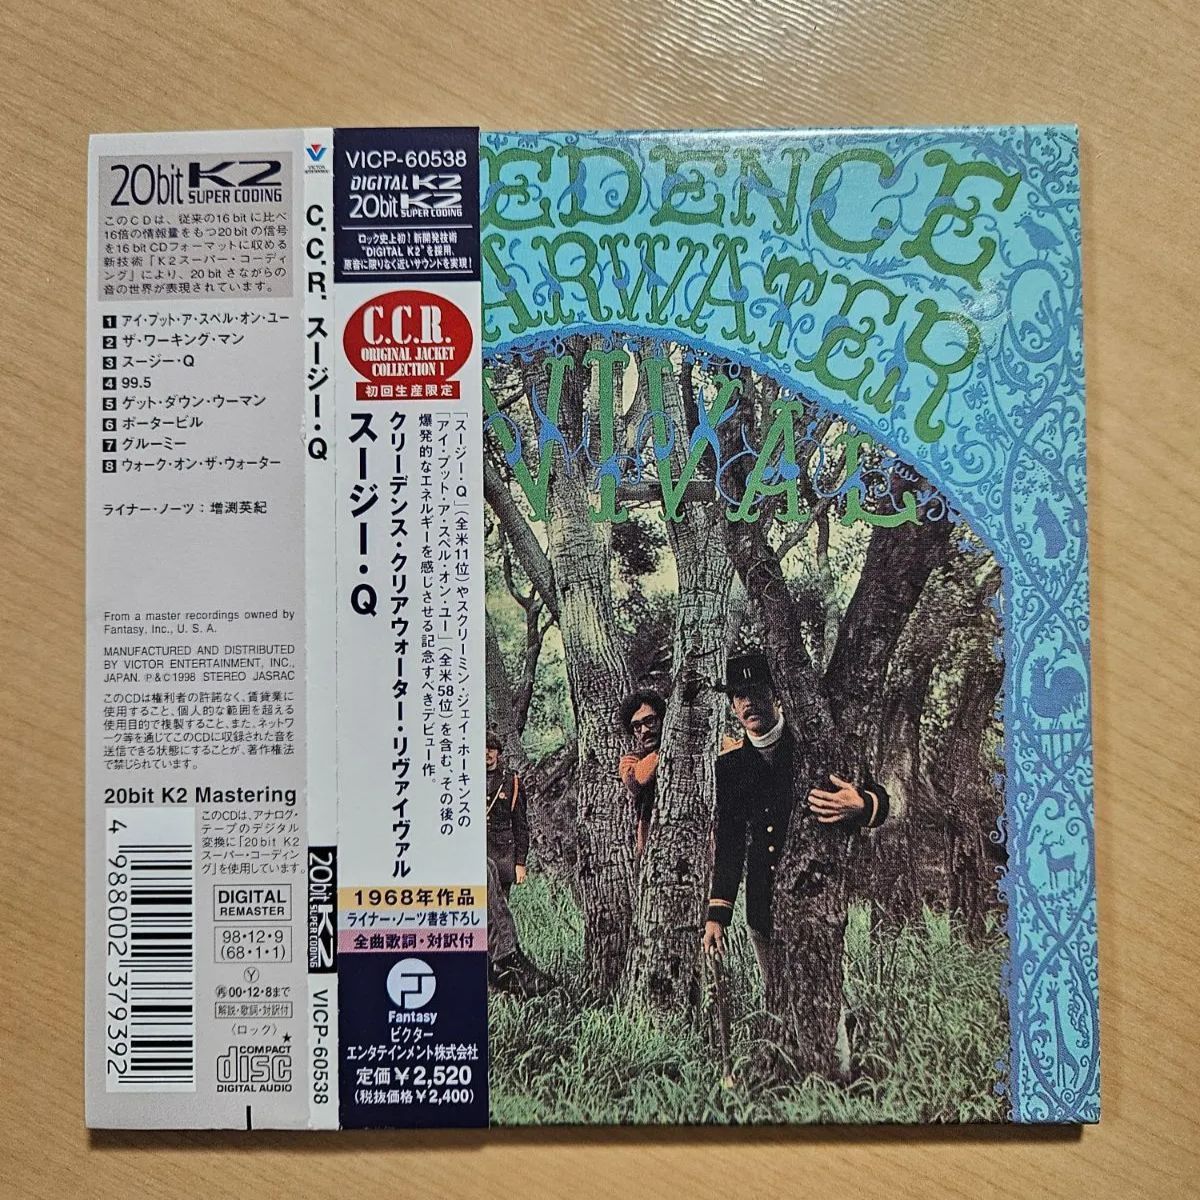 20bit K2
SUPER CODING
このCDは、従来の16bitに比べ
16倍の情報量をもつ20bitの信号
を16bit CDフォーマットに収める
新技術「K2スーパー・コーディ
ング」により、20bitさながらの
音の世界が表現されています。
1 アイ・プット・ア・スペル・オン・ユー
2 ザ・ワーキング・マン
3 スージー・Q
4 99.5
5 ゲット・ダウン・ウーマン
6 ポータービル
7 グルーミー
8 ウォーク・オン・ザ・ウォーター
ライナー・ノーツ：増渕英紀
From a master recordings owned by
Fantasy, Inc., U. S. A.
MANUFACTURED AND DISTRIBUTED
BY VICTOR ENTERTAINMENT, INC.,
JAPAN. ℗&©1998 STEREO JASRAC
このCDは権利者の許諾なく、賃貸業に
使用すること、個人的な範囲を超える
使用目的で複製すること、また、ネットワ
ーク等を通じてこのCDに収録された音を
送信できる状態にすることが、著作権法
で禁じられています。
20bit K2 Mastering
このCDは、アナログ・
テープのデジタル
変換に「20bit K2
スーパー・コーディン
グ」を使用しています。
4 988002 379392
DIGITAL
REMASTER
98・12・9
(68・1・1)
Y
再00・12・8まで
解説・歌詞・対訳付
〈ロック〉
COMPACT
disc
DIGITAL AUDIO
VICTOR
C.C.R. スージー・Q
20bit K2
SUPER CODING
VICP-60538
VICP-60538
DIGITAL K2
20bit K2
SUPER CODING
ロック史上初！新開発技術
"DIGITAL K2"を採用、
原音に限りなく近いサウンドを実現！
C.C.R.
ORIGINAL JACKET
COLLECTION 1
初回生産限定
「スージー・Q」（全米11位）やスクリーミン・ジェイ・ホーキンスの
「アイ・プット・ア・スペル・オン・ユー」（全米58位）を含む、その後の
爆発的なエネルギーを感じさせる記念すべきデビュー作。
クリーデンス・クリアウォーター・リヴァイヴァル
スージー・Q
1968年作品
ライナー・ノーツ書き下ろし
全曲歌詞・対訳付
Fantasy
ビクター
エンタテインメント株式会社
定価￥2,520
(税抜価格￥2,400)
EDENCE
ARWATER
VIVAL